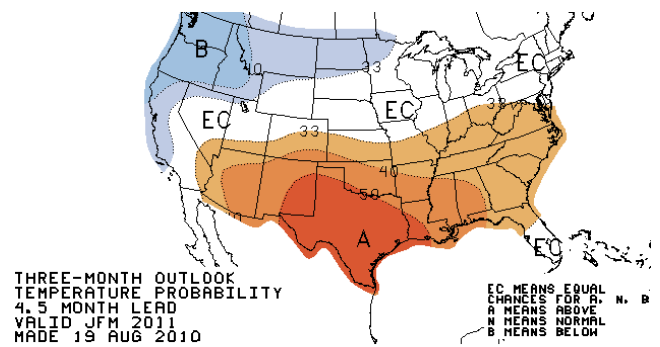 B
EC
33
EC
EC
33
33
40
50
A
EC
THREE-MONTH OUTLOOK
TEMPERATURE PROBABILITY
4.5 MONTH LEAD
VALID JFM 2011
MADE 19 AUG 2010
EC MEANS EQUAL
CHANCES FOR A, N, B
A MEANS ABOVE
N MEANS NORMAL
B MEANS BELOW